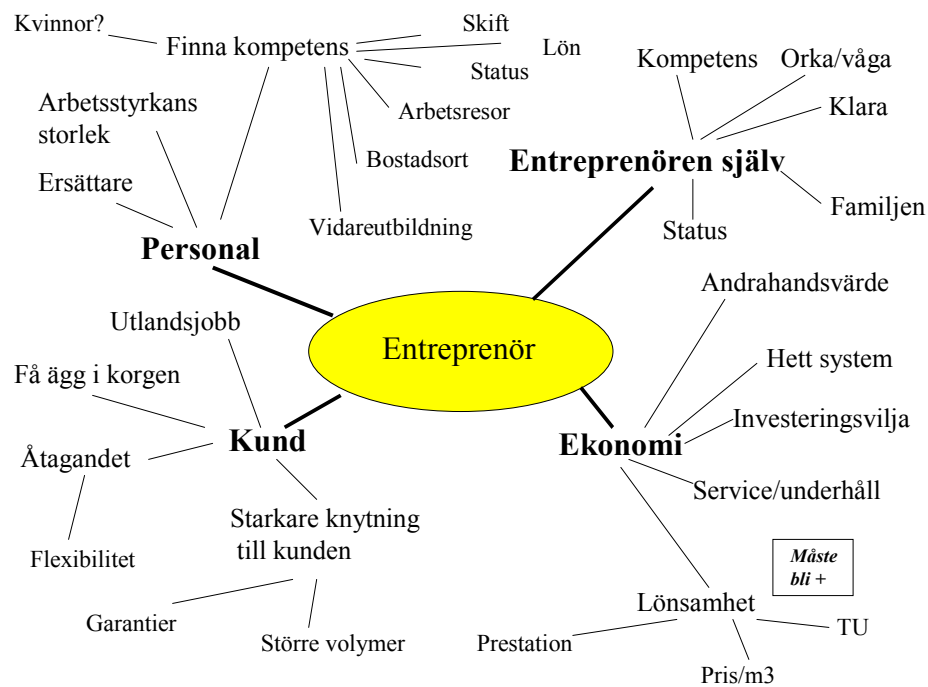 Kvinnor?
Finna kompetens
Skift
Lön
Status
Arbetsresor
Bostadsort
Vidareutbildning
Arbetsstyrkans
storlek
Ersättare
Personal
Kompetens
Orka/våga
Klara
Entreprenören själv
Familjen
Status
Entreprenör
Utlandsjobb
Få ägg i korgen
Kund
Åtagandet
Flexibilitet
Starkare knytning
till kunden
Garantier
Större volymer
Andrahandsvärde
Hett system
Investeringsvilja
Ekonomi
Service/underhåll
Måste
bli +
Lönsamhet
Prestation
TU
Pris/m3